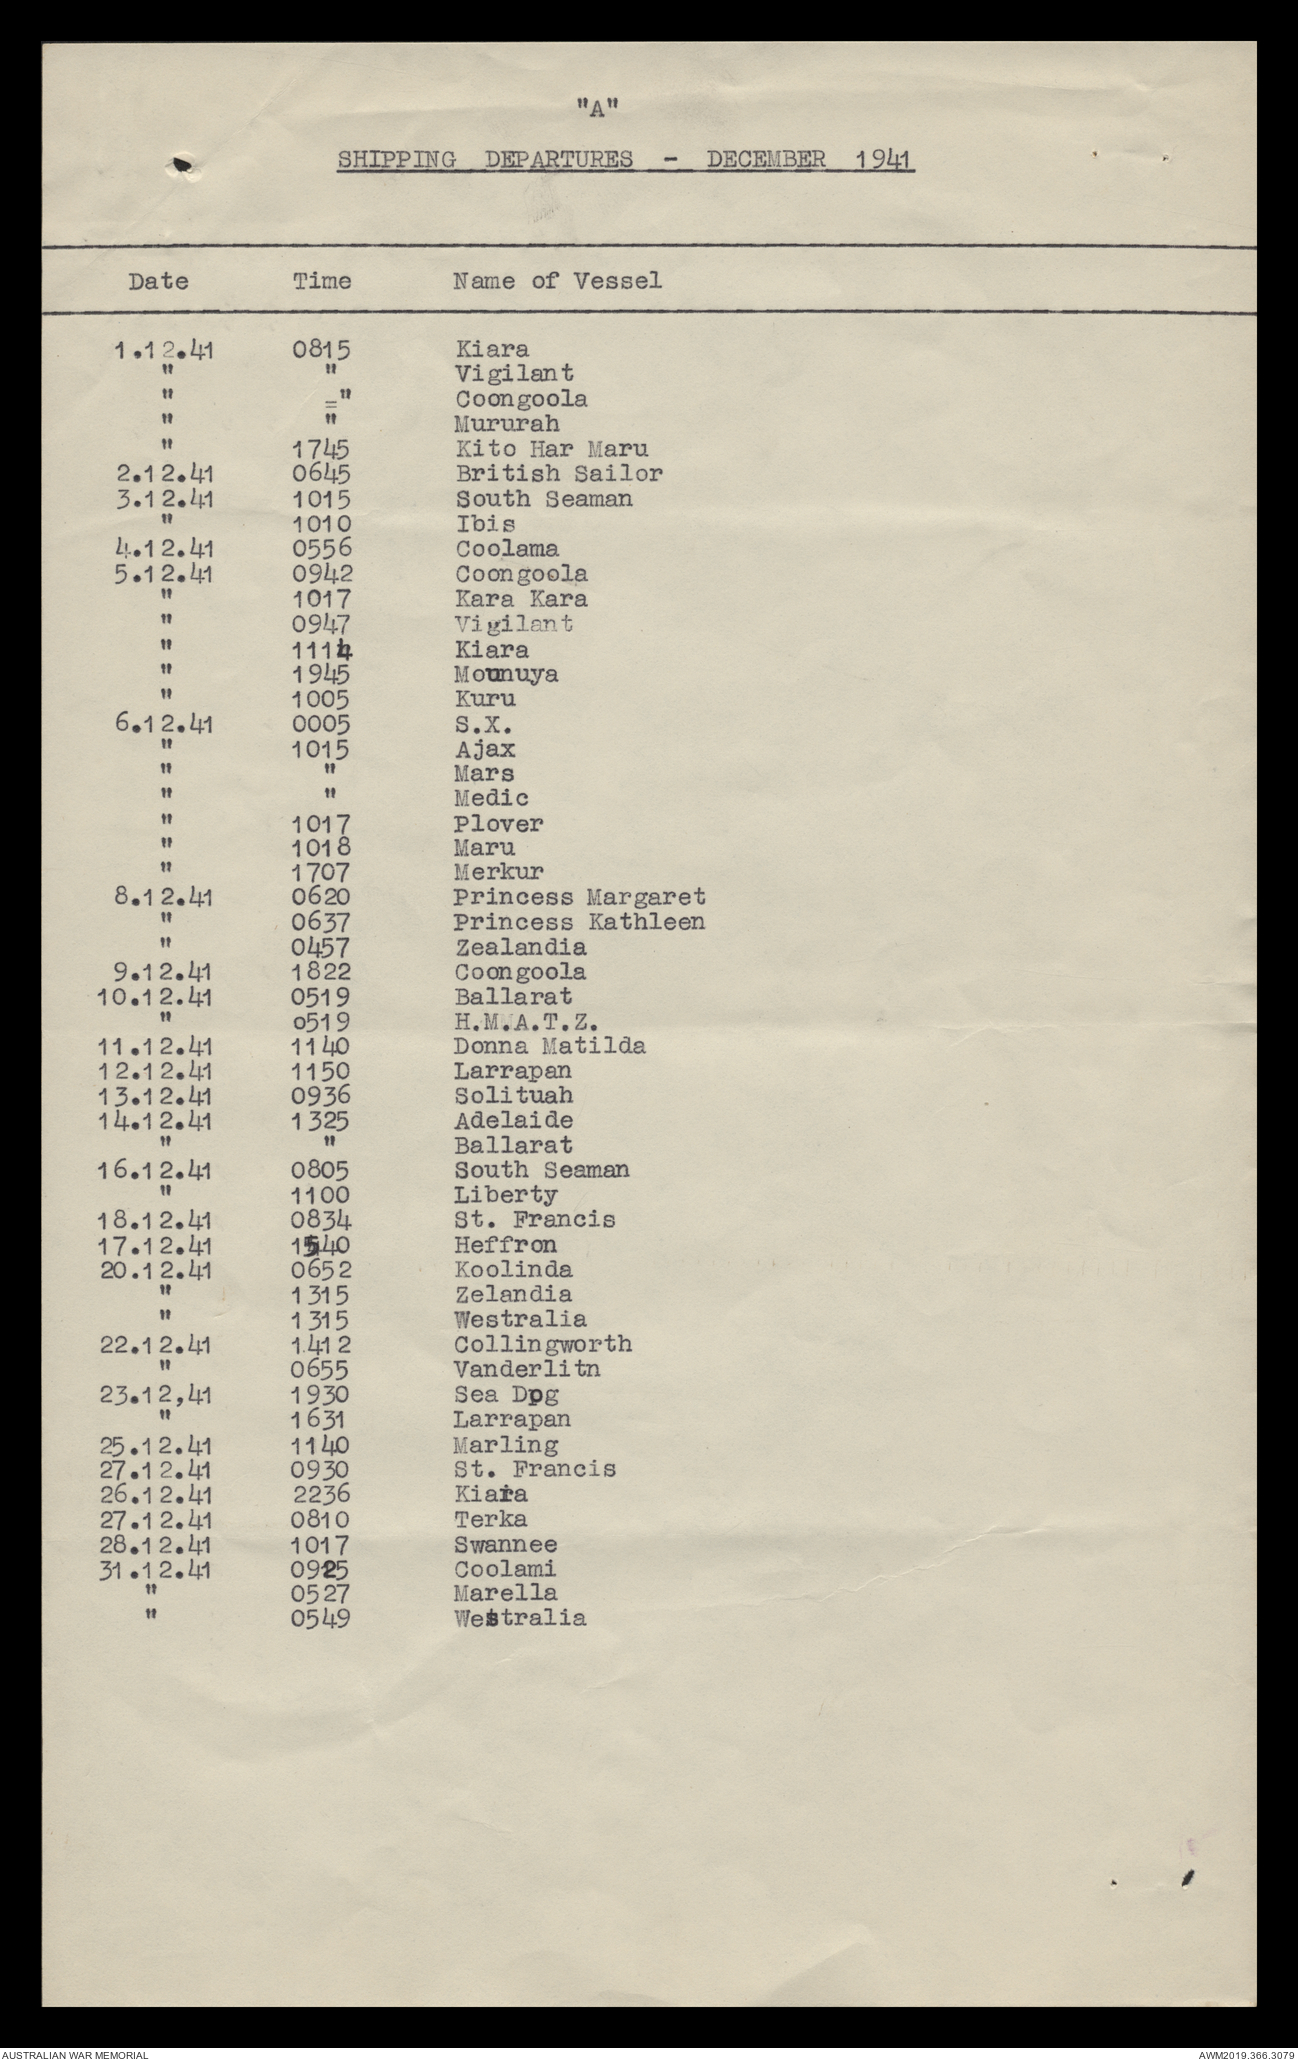 "A"
SHIPPING DEPARTURES - DECEMBER 1941
Date Time Name of Vessel
1.12.41 0815 Kiara
" " Vigilant
" =" Coongoola
" " Mururah
" 1745 Kito Har Maru
2.12.41 0645 British Sailor
3.12.41 1015 South Seaman
" 1010 Ibis
4.12.41 0556 Coolama
5.12.41 0942 Coongoola
" 1017 Kara Kara
" 0947 Vigilant
" 1114 Kiara
" 1945 Mounuya
" 1005 Kuru
6.12.41 0005 S.X.
" 1015 Ajax
" " Mars
" " Medic
" 1017 Plover
" 1018 Maru
" 1707 Merkur
8.12.41 0620 Princess Margaret
" 0637 Princess Kathleen
" 0457 Zealandia
9.12.41 1822 Coongoola
10.12.41 0519 Ballarat
" o519 H.M.A.T.Z.
11.12.41 1140 Donna Matilda
12.12.41 1150 Larrapan
13.12.41 0936 Solituah
14.12.41 1325 Adelaide
" " Ballarat
16.12.41 0805 South Seaman
" 1100 Liberty
18.12.41 0834 St. Francis
17.12.41 1540 Heffron
20.12.41 0652 Koolinda
" 1315 Zelandia
" 1315 Westralia
22.12.41 1412 Collingworth
" 0655 Vanderlitn
23.12,41 1930 Sea Dog
" 1631 Larrapan
25.12.41 1140 Marling
27.12.41 0930 St. Francis
26.12.41 2236 Kiara
27.12.41 0810 Terka
28.12.41 1017 Swannee
31.12.41 0925 Coolami
" 0527 Marella
" 0549 Westralia
AUSTRALIAN WAR MEMORIAL AWM2019.366.3079